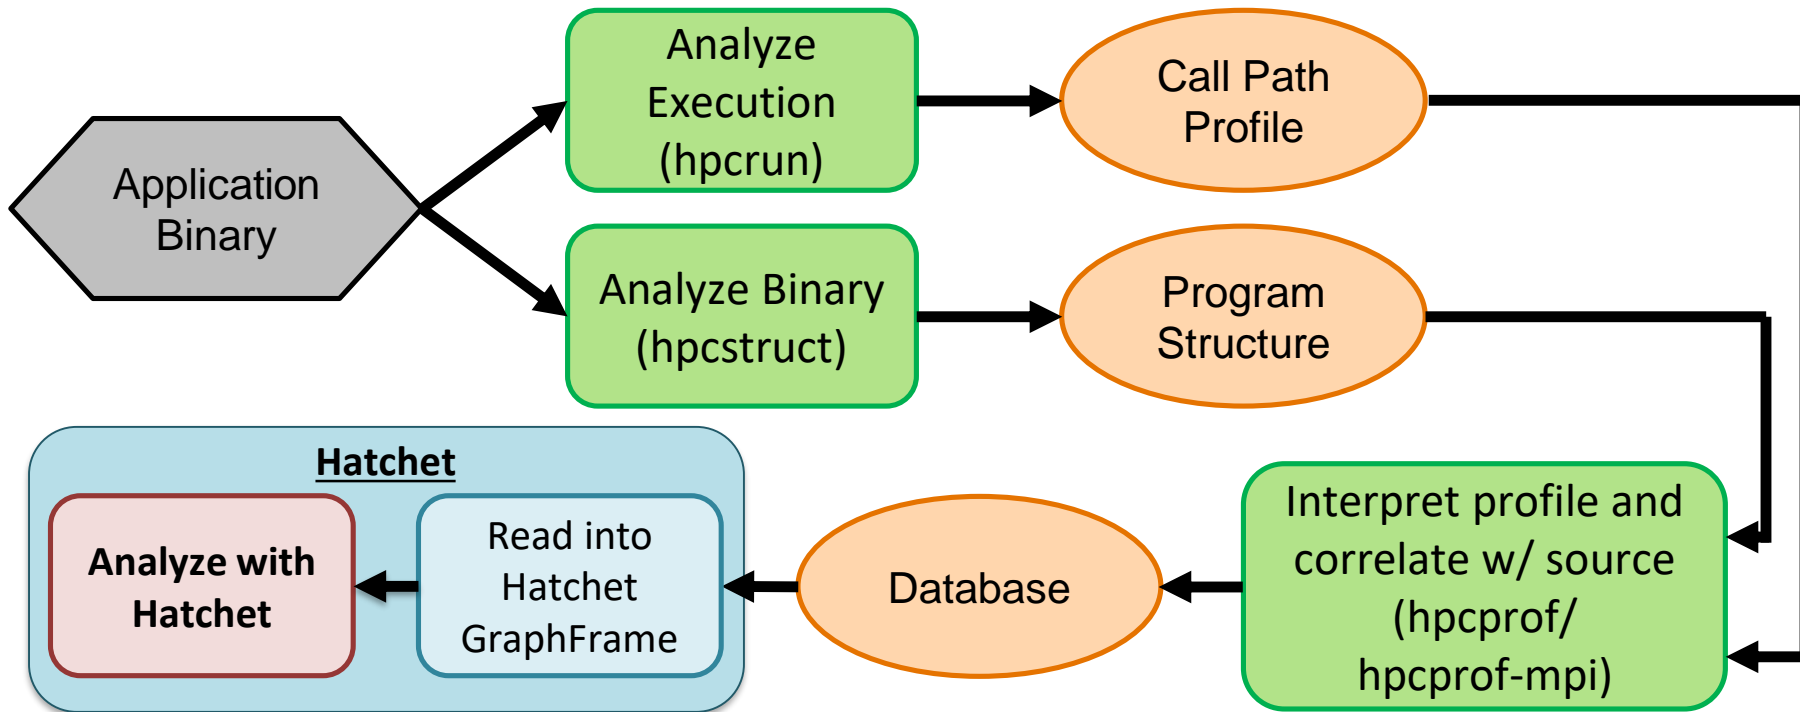 Application
Binary
Analyze
Execution
(hpcrun)
Call Path
Profile
Analyze Binary
(hpcstruct)
Program
Structure
Interpret profile and
correlate w/ source
(hpcprof/
hpcprof-mpi)
Database
Hatchet
Read into
Hatchet
GraphFrame
Analyze with
Hatchet